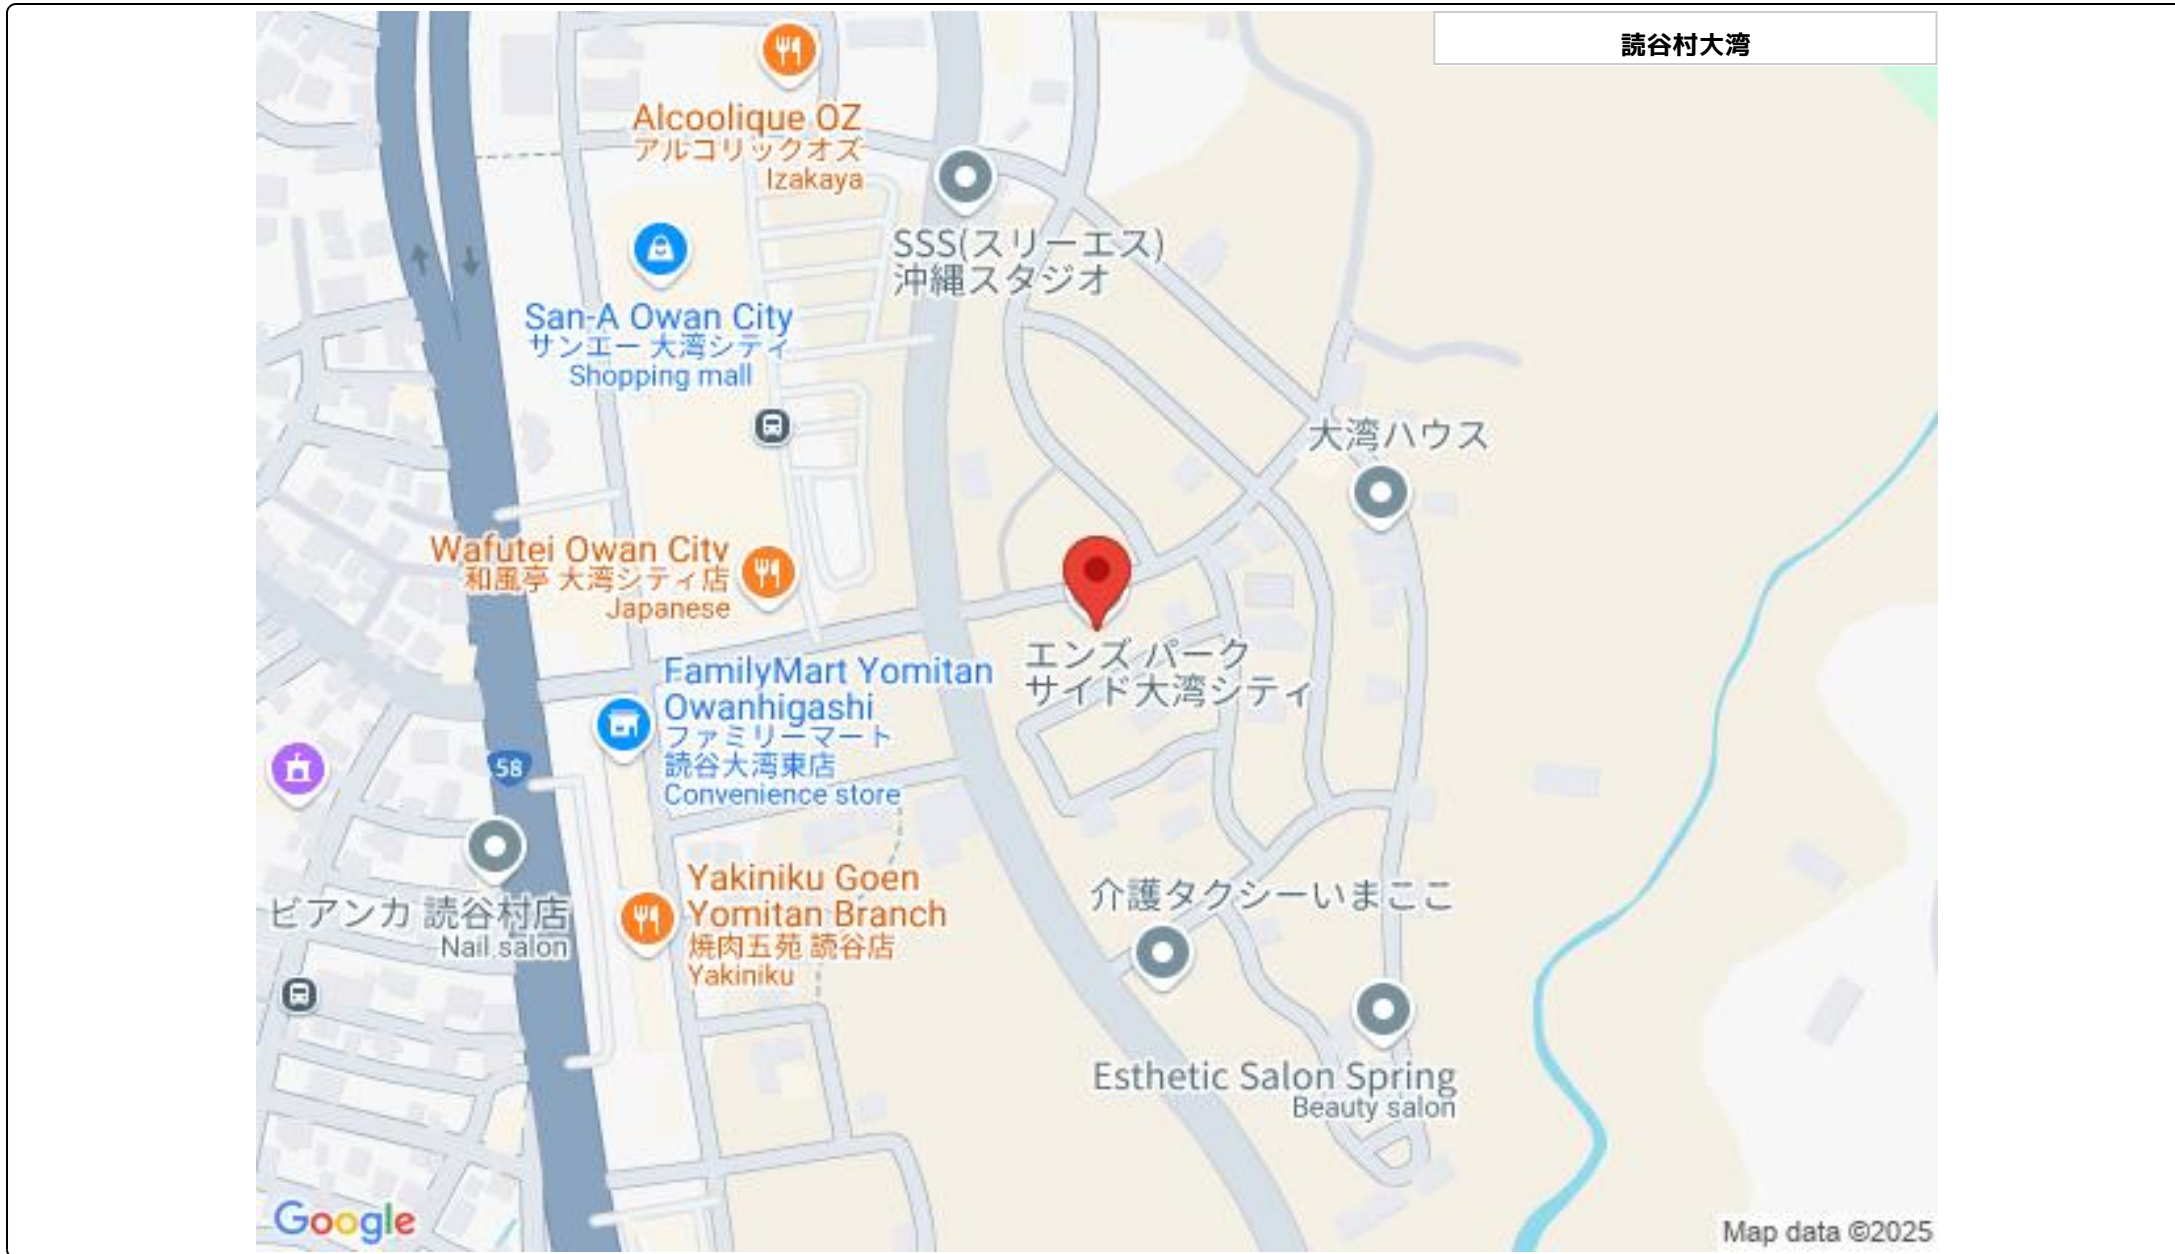 読谷村大湾
Alcoolique OZ
アルコリックオズ
Izakaya
SSS(スリーエス)
沖縄スタジオ
San-A Owan City
サンエー 大湾シティ
Shopping mall
大湾ハウス
Wafutei Owan City
和風亭 大湾シティ店
Japanese
エンズ パーク
サイド大湾シティ
FamilyMart Yomitan
Owanhigashi
ファミリーマート
読谷大湾東店
Convenience store
58
Yakiniku Goen
Yomitan Branch
焼肉五苑 読谷店
Yakiniku
介護タクシーいまここ
ビアンカ 読谷村店
Nail salon
Esthetic Salon Spring
Beauty salon
Google
Map data ©2025